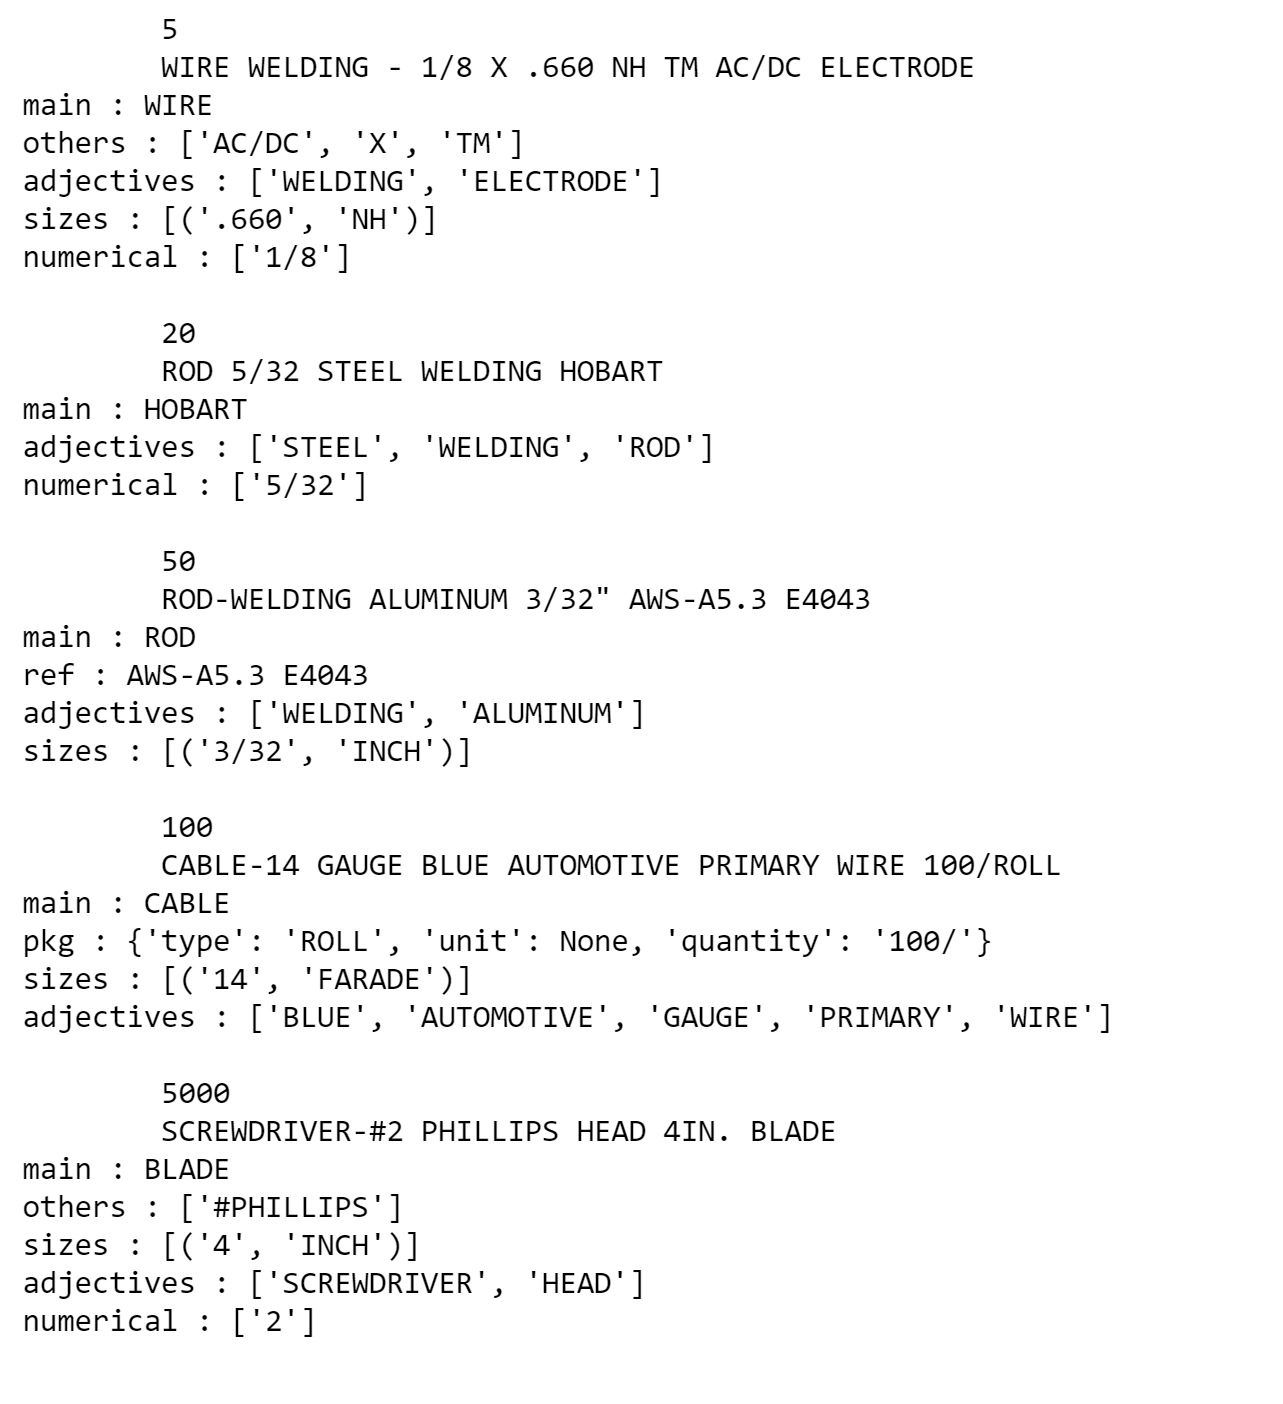 5
WIRE WELDING - 1/8 X .660 NH TM AC/DC ELECTRODE
main : WIRE
others : ['AC/DC', 'X', 'TM']
adjectives : ['WELDING', 'ELECTRODE']
sizes : [('.660', 'NH')]
numerical : ['1/8']
20
ROD 5/32 STEEL WELDING HOBART
main : HOBART
adjectives : ['STEEL', 'WELDING', 'ROD']
numerical : ['5/32']
50
ROD-WELDING ALUMINUM 3/32" AWS-A5.3 E4043
main : ROD
ref : AWS-A5.3 E4043
adjectives : ['WELDING', 'ALUMINUM']
sizes : [('3/32', 'INCH')]
100
CABLE-14 GAUGE BLUE AUTOMOTIVE PRIMARY WIRE 100/ROLL
main : CABLE
pkg : {'type': 'ROLL', 'unit': None, 'quantity': '100/'}
sizes : [('14', 'FARADE')]
adjectives : ['BLUE', 'AUTOMOTIVE', 'GAUGE', 'PRIMARY', 'WIRE']
5000
SCREWDRIVER-#2 PHILLIPS HEAD 4IN. BLADE
main : BLADE
others : ['#PHILLIPS']
sizes : [('4', 'INCH')]
adjectives : ['SCREWDRIVER', 'HEAD']
numerical : ['2']